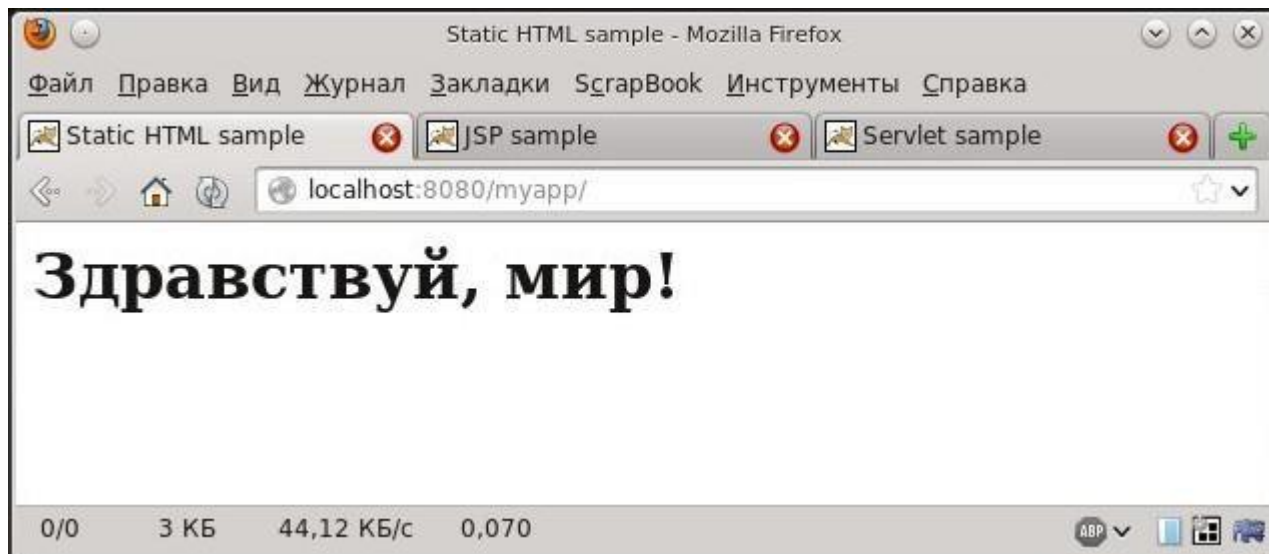 Static HTML sample - Mozilla Firefox
Файл Правка Вид Журнал Закладки ScrapBook Инструменты Справка
Static HTML sample JSP sample Servlet sample
localhost:8080/myapp/
Здравствуй, мир!
0/0 3 КБ 44,12 КБ/с 0,070 ABP